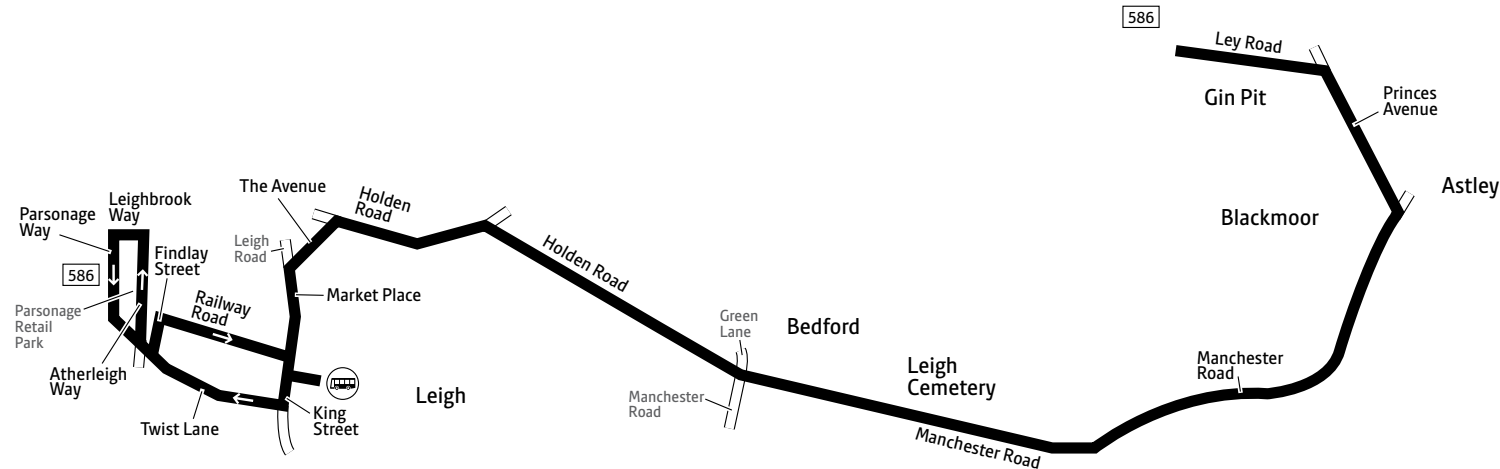 586
Ley Road
Gin Pit
Princes
Avenue
Astley
Blackmoor
Leighbrook
Way
Parsonage
Way
The Avenue
Holden
Road
Findlay
Street
Leigh
Road
586
Holden Road
Market Place
Railway
Road
Parsonage
Retail
Park
Green
Lane
Bedford
Atherleigh
Way
Leigh
Cemetery
Manchester
Road
Leigh
Manchester
Road
King
Street
Twist Lane
Manchester Road